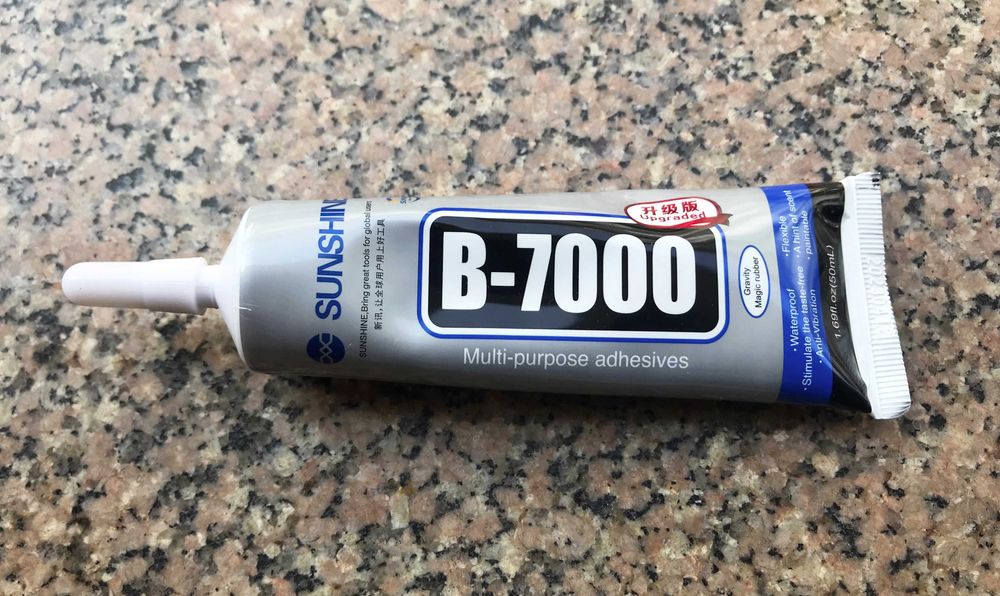 SUNSHINE
SUNSHINE,Bring great tools for global users
新讯,让全球用户用上好工具
B-7000
升级版
Upgraded
Multi-purpose adhesives
Gravity
Magic rubber
·Waterproof ·Flexible
·Stimulate the taste-free ·A hint of scent
·Anti-Vibration ·paintable
1.69fl.oz(50mL)